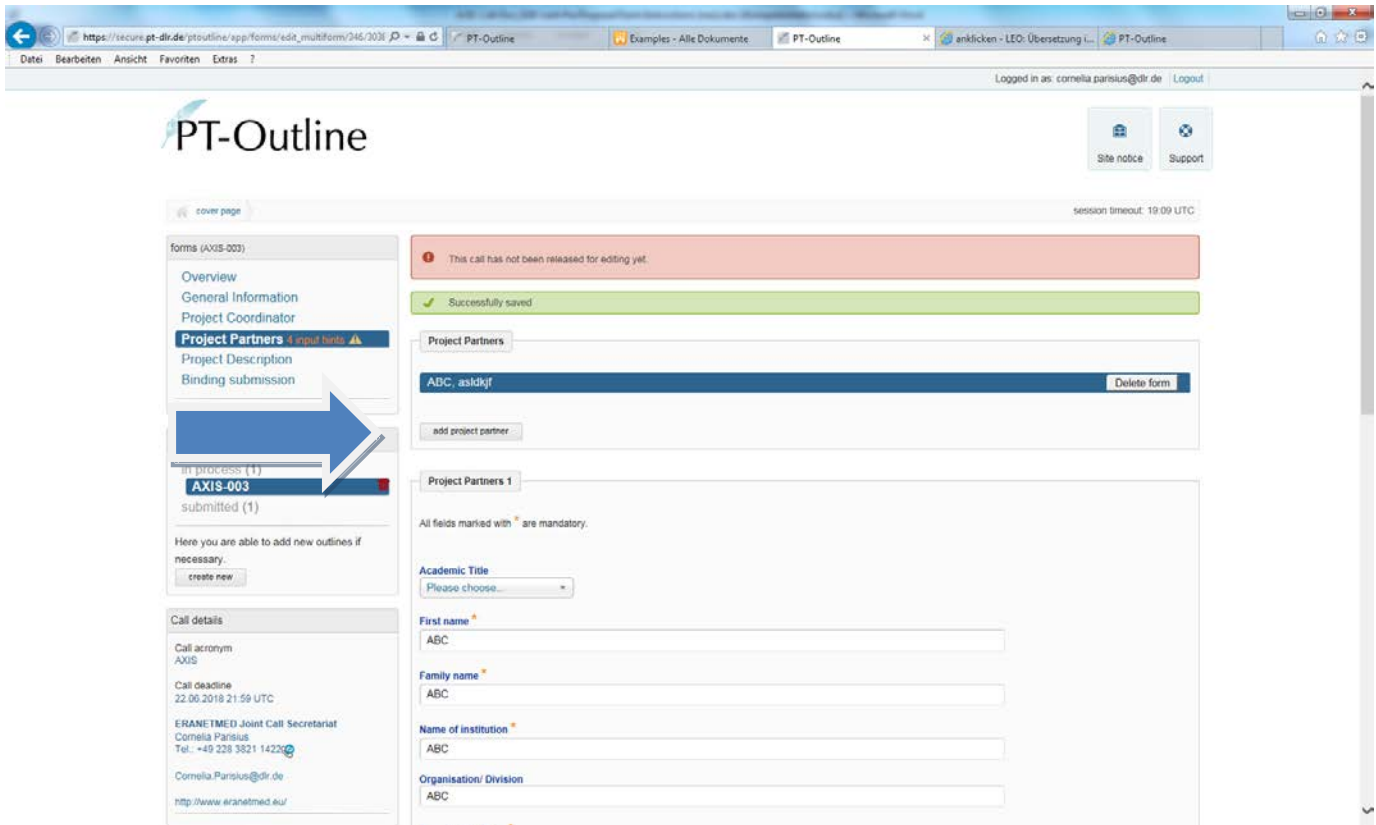 https://secure.pt-dlr.de/ptoutline/app/forms/edit_multiform/346/303
PT-Outline
Examples - Alle Dokumente
PT-Outline
anklicken - LEO: Übersetzung i...
PT-Outline
Datei Bearbeiten Ansicht Favoriten Extras ?
Logged in as: cornelia.parisius@dlr.de Logout
PT-Outline
Site notice
Support
cover page
session timeout: 19:09 UTC
forms (AXIS-003)
Overview
General Information
Project Coordinator
Project Partners 4 input hints
Project Description
Binding submission
in process (1)
AXIS-003
submitted (1)
Here you are able to add new outlines if
necessary.
create new
Call details
Call acronym
AXIS
Call deadline
22.06.2018 21:59 UTC
ERANETMED Joint Call Secretariat
Cornelia Parisius
Tel.: +49 228 3821 1422
Cornelia.Parisius@dlr.de
http://www.eranetmed.eu/
This call has not been released for editing yet.
Successfully saved
Project Partners
ABC, asldkjf
Delete form
add project partner
Project Partners 1
All fields marked with * are mandatory.
Academic Title
Please choose...
First name *
ABC
Family name *
ABC
Name of institution *
ABC
Organisation/ Division
ABC